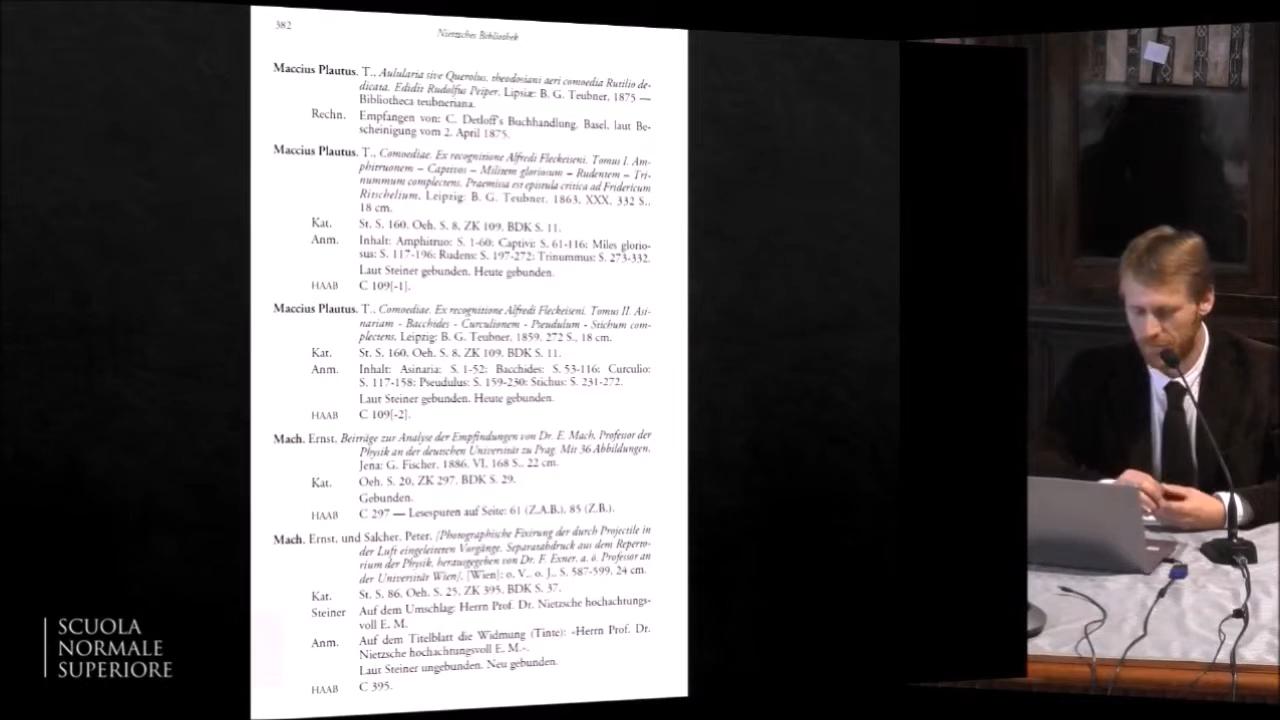 382
Nietzsches Bibliothek
Maccius Plautus, T., Aulularia sive Querolus, theodosiani aeri comoedia Rutilio de-
dicata. Edidit Rudolfus Peiper. Lipsiæ: B. G. Teubner, 1875 —
Bibliotheca teubneriana.
Rechn. Empfangen von: C. Detloff's Buchhandlung, Basel, laut Be-
scheinigung vom 2. April 1875.
Maccius Plautus, T., Comoediae. Ex recognitione Alfredi Fleckeiseni. Tomus I. Am-
phitruonem – Captivos – Militem gloriosum – Rudentem – Tri-
nummum complectens. Praemissa est epistula critica ad Fridericum
Ritschelium. Leipzig: B. G. Teubner, 1863. XXX, 332 S.,
18 cm.
Kat. St. S. 160, Oeh. S. 8, ZK 109, BDK S. 11.
Anm. Inhalt: Amphitruo: S. 1-60; Captivi: S. 61-116; Miles glorio-
sus: S. 117-196; Rudens: S. 197-272; Trinummus: S. 273-332.
Laut Steiner gebunden. Heute gebunden.
HAAB C 109[-1].
Maccius Plautus, T., Comoediae. Ex recognitione Alfredi Fleckeiseni. Tomus II. Asi-
nariam - Bacchides - Curculionem - Pseudulum - Stichum com-
plectens. Leipzig: B. G. Teubner, 1859. 272 S., 18 cm.
Kat. St. S. 160, Oeh. S. 8, ZK 109, BDK S. 11.
Anm. Inhalt: Asinaria: S. 1-52; Bacchides: S. 53-116; Curculio:
S. 117-158; Pseudulus: S. 159-230; Stichus: S. 231-272.
Laut Steiner gebunden. Heute gebunden.
HAAB C 109[-2].
Mach, Ernst, Beiträge zur Analyse der Empfindungen von Dr. E. Mach, Professor der
Physik an der deutschen Universität zu Prag. Mit 36 Abbildungen.
Jena: G. Fischer, 1886. VI, 168 S., 22 cm.
Kat. Oeh. S. 20, ZK 297, BDK S. 29.
Gebunden.
HAAB C 297 — Lesespuren auf Seite: 61 (Z.A.B.), 85 (Z.B.).
Mach, Ernst, und Salcher, Peter, [Photographische Fixirung der durch Projectile in
der Luft eingeleiteten Vorgänge. Separatabdruck aus dem Reperto-
rium der Physik, herausgegeben von Dr. F. Exner, a. ö. Professor an
der Universität Wien]. [Wien]: o. V., o. J., S. 587-599, 24 cm.
Kat. St. S. 86, Oeh. S. 25, ZK 395, BDK S. 37.
Steiner Auf dem Umschlag: Herrn Prof. Dr. Nietzsche hochachtungs-
voll E. M.
Anm. Auf dem Titelblatt die Widmung (Tinte): «Herrn Prof. Dr.
Nietzsche hochachtungsvoll E. M.».
Laut Steiner ungebunden. Neu gebunden.
HAAB C 395.
SCUOLA
NORMALE
SUPERIORE